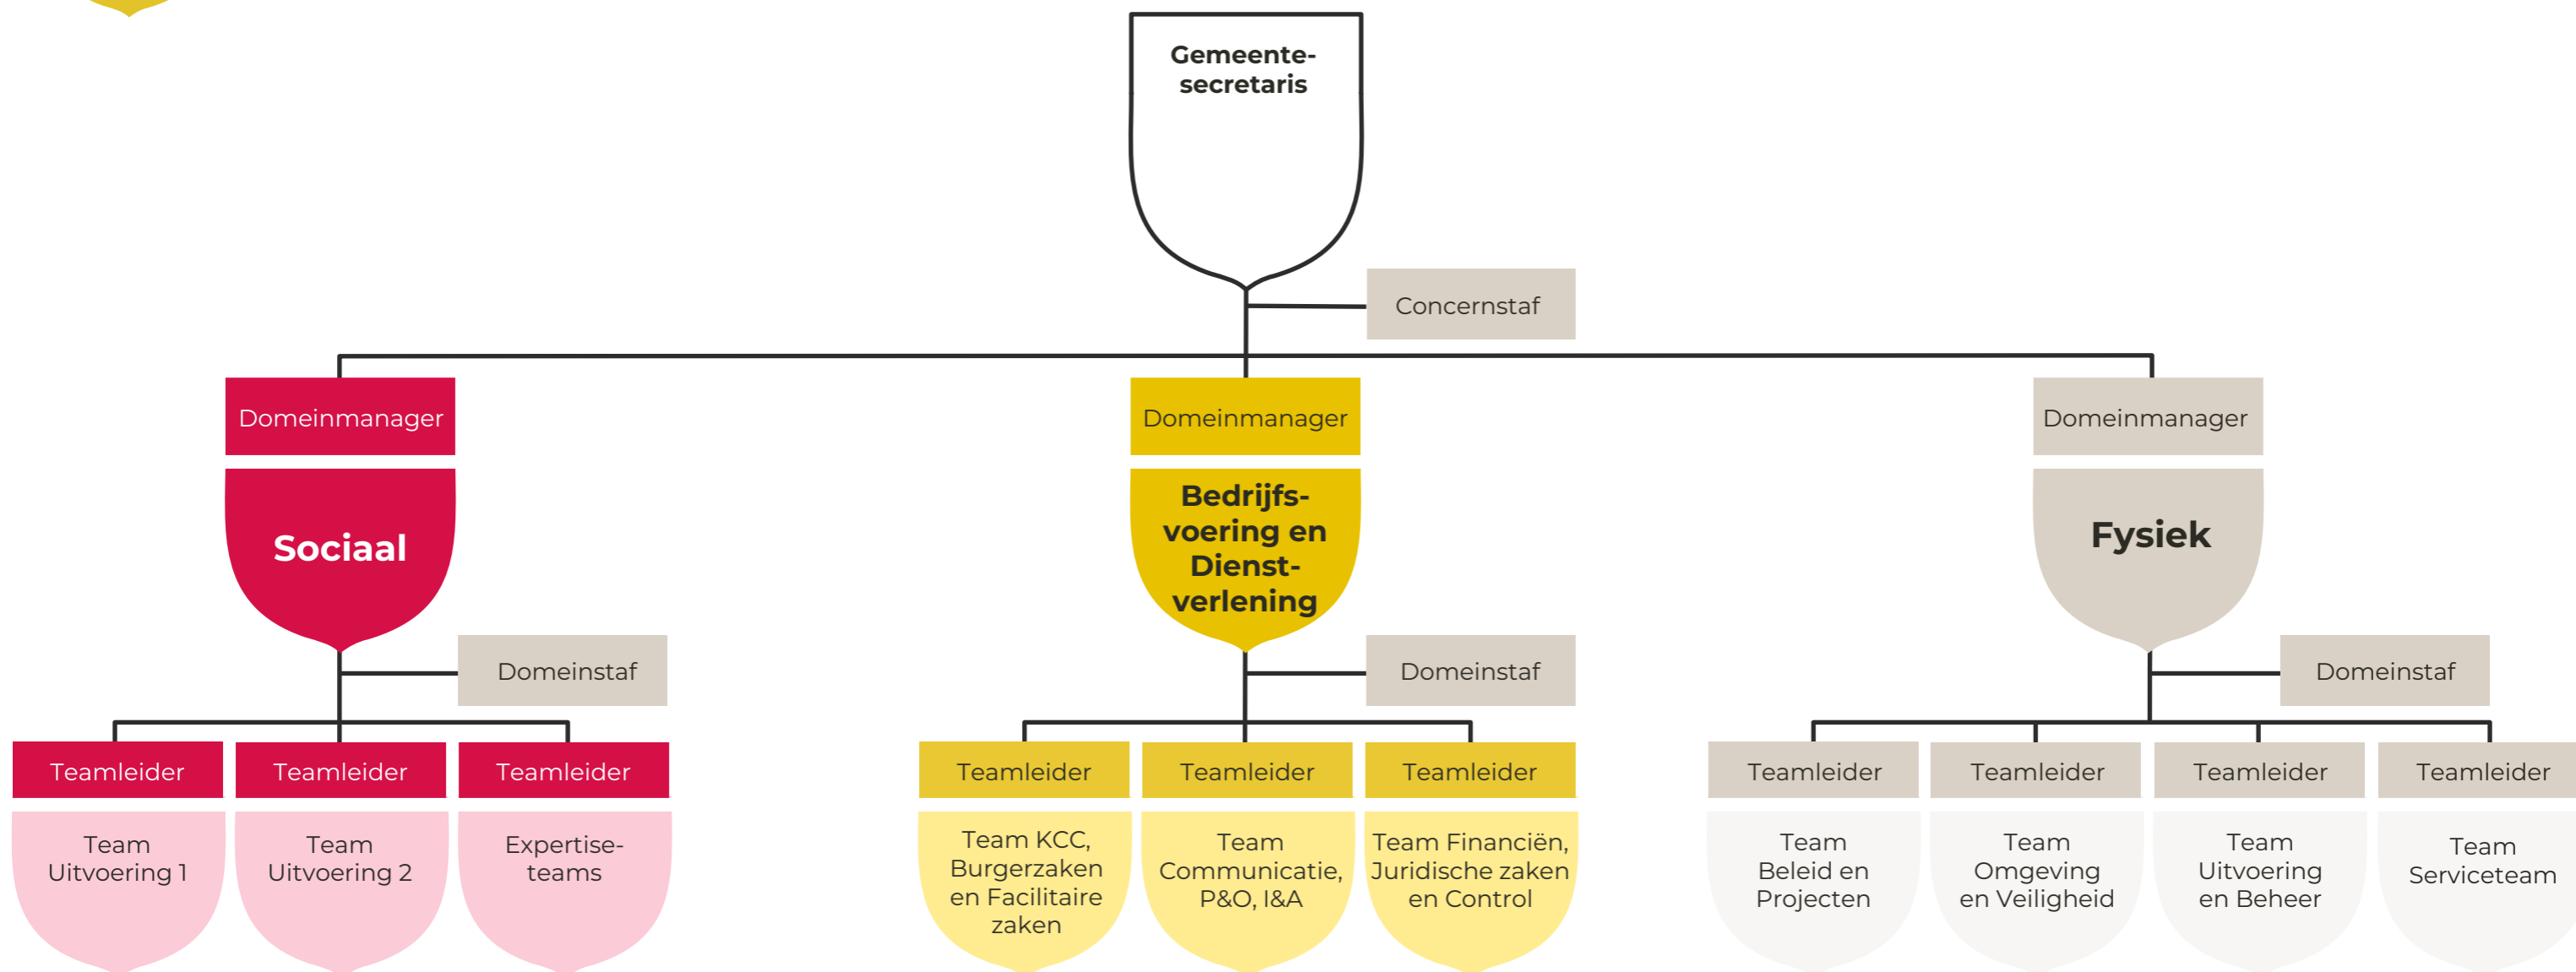 Gemeente-
secretaris
Concernstaf
Domeinmanager
Domeinmanager
Domeinmanager
Sociaal
Bedrijfs-
voering en
Dienst-
verlening
Fysiek
Domeinstaf
Domeinstaf
Domeinstaf
Teamleider
Teamleider
Teamleider
Teamleider
Teamleider
Teamleider
Teamleider
Teamleider
Teamleider
Teamleider
Team
Uitvoering 1
Team
Uitvoering 2
Expertise-
teams
Team KCC,
Burgerzaken
en Facilitaire
zaken
Team
Communicatie,
P&O, I&A
Team Financiën,
Juridische zaken
en Control
Team
Beleid en
Projecten
Team
Omgeving
en Veiligheid
Team
Uitvoering
en Beheer
Team
Serviceteam